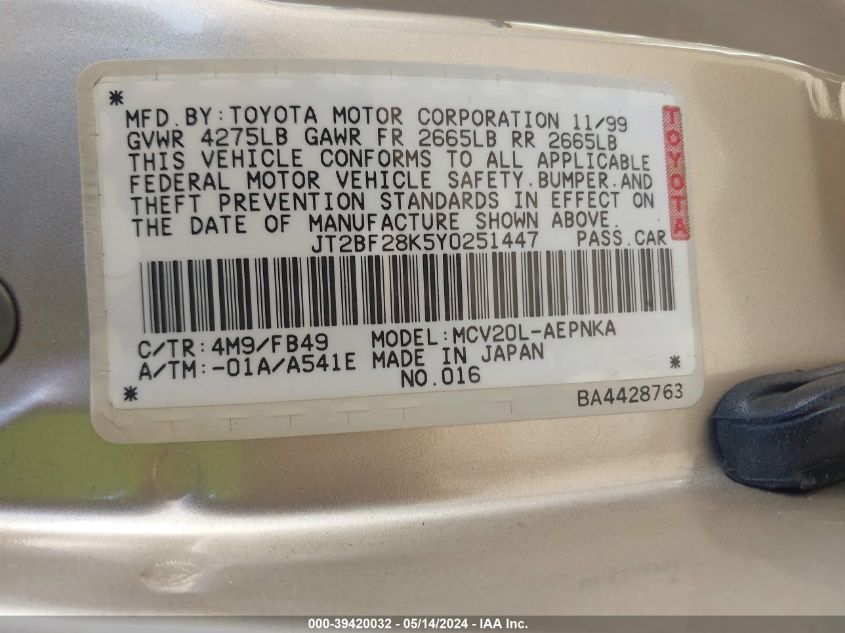 * MFD.BY:TOYOTA MOTOR CORPORATION 11/99
GVWR 4275LB GAWR FR 2665LB RR 2665LB
THIS VEHICLE CONFORMS TO ALL APPLICABLE
FEDERAL MOTOR VEHICLE SAFETY.BUMPER.AND
THEFT PREVENTION STANDARDS IN EFFECT ON
THE DATE OF MANUFACTURE SHOWN ABOVE.
JT2BF28K5Y0251447 PASS.CAR
TOYOTA
C/TR:4M9/FB49 MODEL:MCV20L-AEPNKA
A/TM:-01A/A541E MADE IN JAPAN *
* NO.016 BA4428763
000-39420032 - 05/14/2024 - IAA Inc.